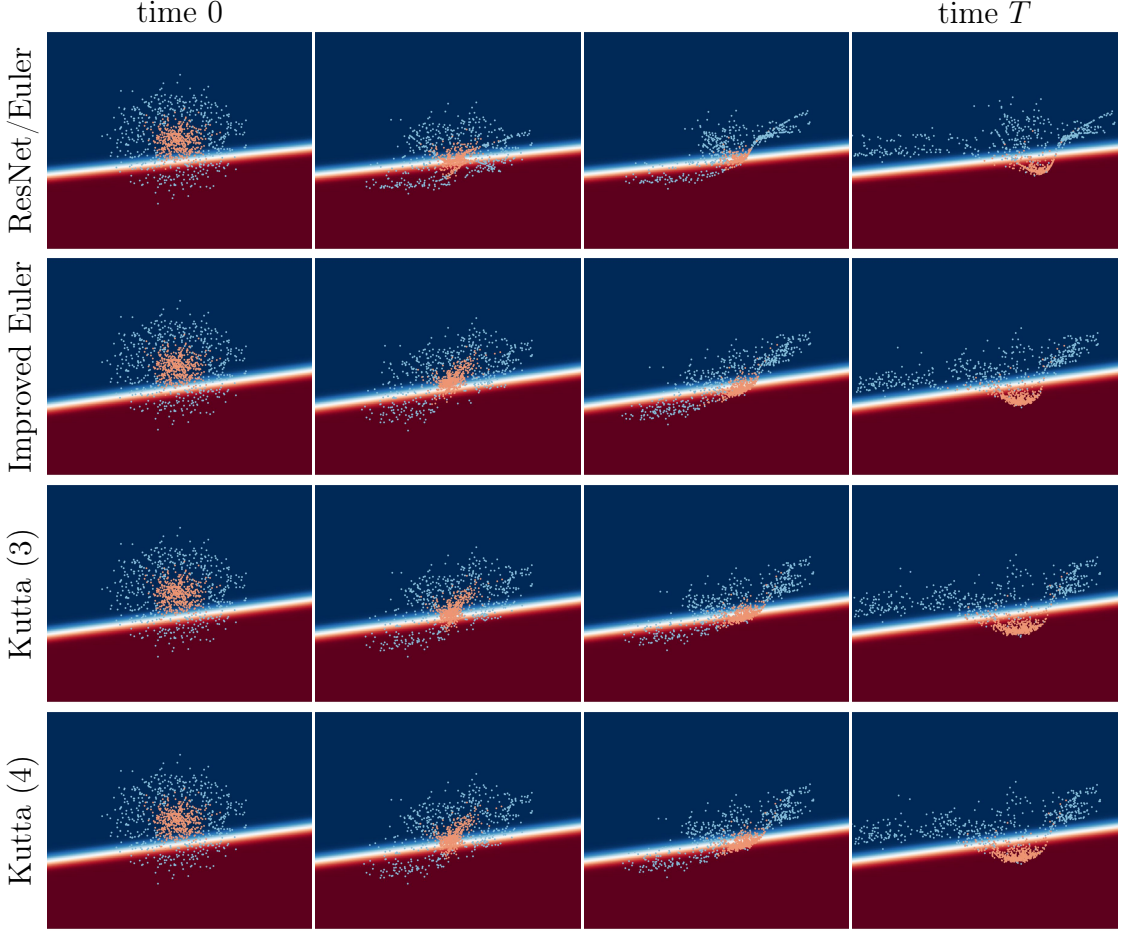 time 0
time T
ResNet/Euler
Improved Euler
Kutta (3)
Kutta (4)